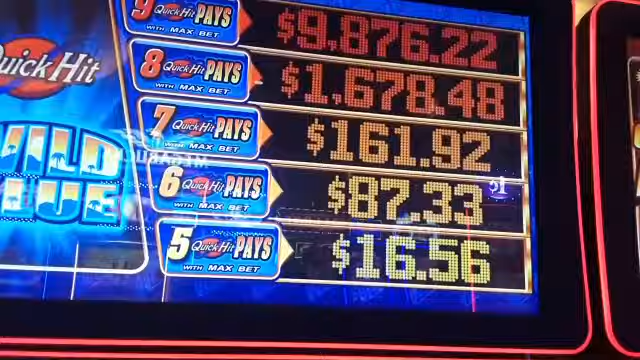 9 Quick Hit PAYS
WITH MAX BET
$9,876.22
Quick Hit
8 Quick Hit PAYS
WITH MAX BET
$1,678.48
7 Quick Hit PAYS
WITH MAX BET
$161.92
WILD
BLUE
6 Quick Hit PAYS
WITH MAX BET
$87.33
5 Quick Hit PAYS
WITH MAX BET
$16.56